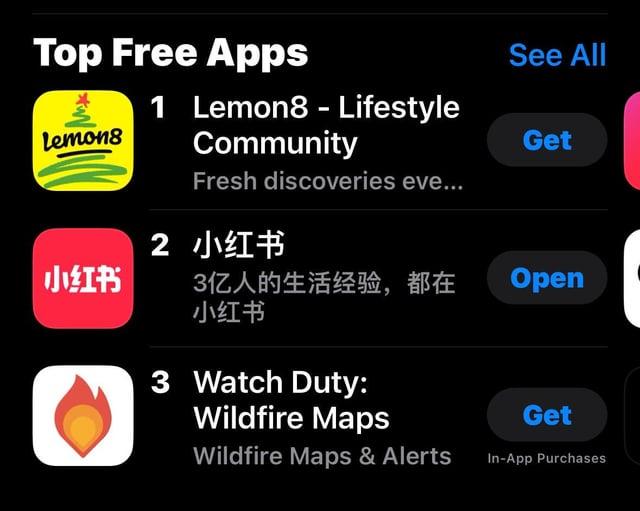 Top Free Apps
See All
Lemon8
1
Lemon8 - Lifestyle
Community
Fresh discoveries eve...
Get
小红书
2
小红书
3亿人的生活经验，都在
小红书
Open
3
Watch Duty:
Wildfire Maps
Wildfire Maps & Alerts
Get
In-App Purchases